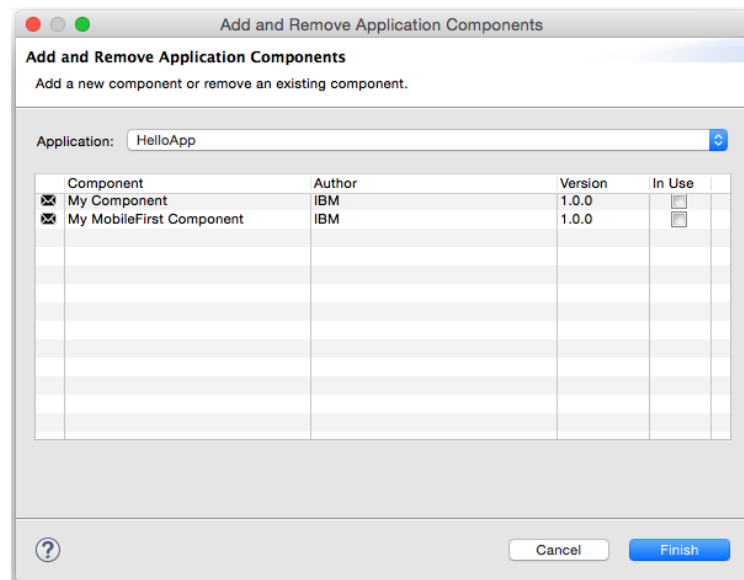 Add and Remove Application Components
Add and Remove Application Components
Add a new component or remove an existing component.
Application: HelloApp
Component Author Version In Use
My Component IBM 1.0.0
My MobileFirst Component IBM 1.0.0
? Cancel Finish